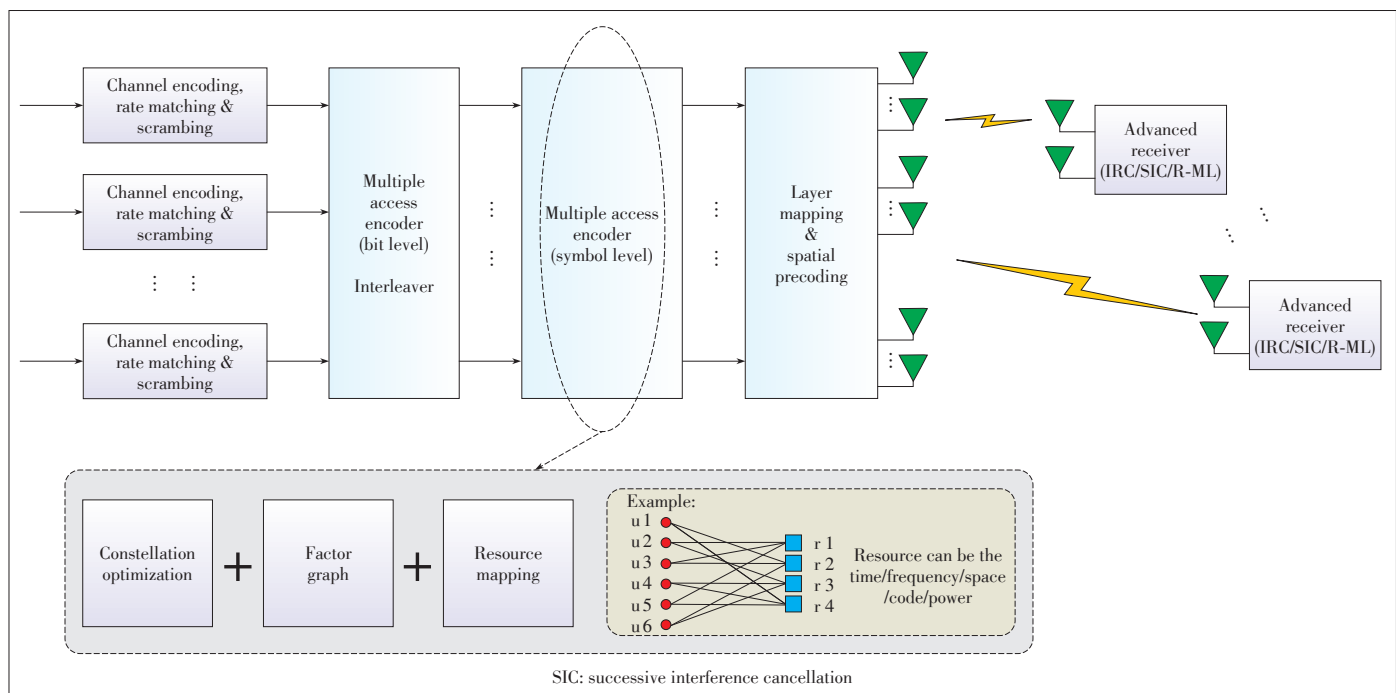 Channel encoding,
rate matching &
scrambing
Channel encoding,
rate matching &
scrambing
Channel encoding,
rate matching &
scrambing
Multiple
access
encoder
(bit level)
Interleaver
Multiple access
encoder
(symbol level)
Layer
mapping
&
spatial
precoding
Advanced
receiver
(IRC/SIC/R-ML)
Advanced
receiver
(IRC/SIC/R-ML)
Constellation
optimization
+
Factor
graph
+
Resource
mapping
Example:
u 1
u 2
u 3
u 4
u 5
u 6
r 1
r 2
r 3
r 4
Resource can be the
time/frequency/space
/code/power
SIC: successive interference cancellation